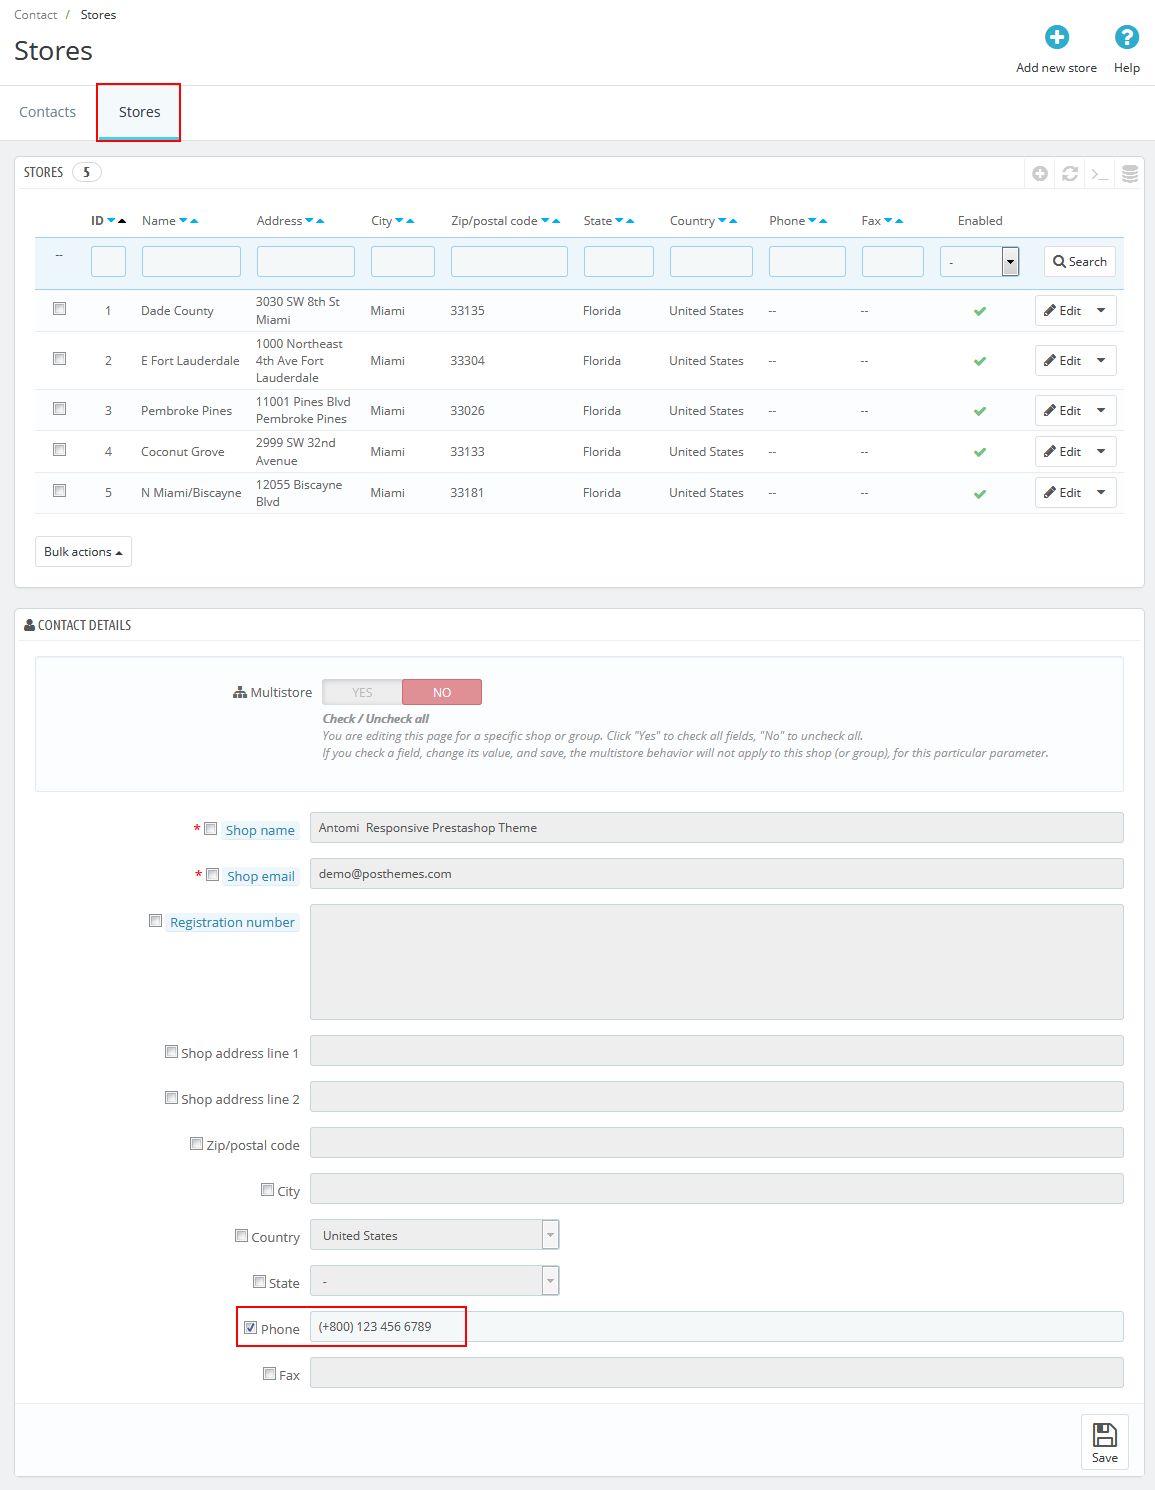 Contact / Stores
Stores
Add new store
Help
Contacts
Stores
STORES 5
ID Name Address City Zip/postal code State Country Phone Fax Enabled
-- - Search
1 Dade County 3030 SW 8th St Miami Miami 33135 Florida United States -- -- Edit
2 E Fort Lauderdale 1000 Northeast 4th Ave Fort Lauderdale Miami 33304 Florida United States -- -- Edit
3 Pembroke Pines 11001 Pines Blvd Pembroke Pines Miami 33026 Florida United States -- -- Edit
4 Coconut Grove 2999 SW 32nd Avenue Miami 33133 Florida United States -- -- Edit
5 N Miami/Biscayne 12055 Biscayne Blvd Miami 33181 Florida United States -- -- Edit
Bulk actions
CONTACT DETAILS
Multistore YES NO
Check / Uncheck all
You are editing this page for a specific shop or group. Click "Yes" to check all fields, "No" to uncheck all.
If you check a field, change its value, and save, the multistore behavior will not apply to this shop (or group), for this particular parameter.
* Shop name Antomi  Responsive Prestashop Theme
* Shop email demo@posthemes.com
Registration number
Shop address line 1
Shop address line 2
Zip/postal code
City
Country United States
State -
Phone (+800) 123 456 6789
Fax
Save